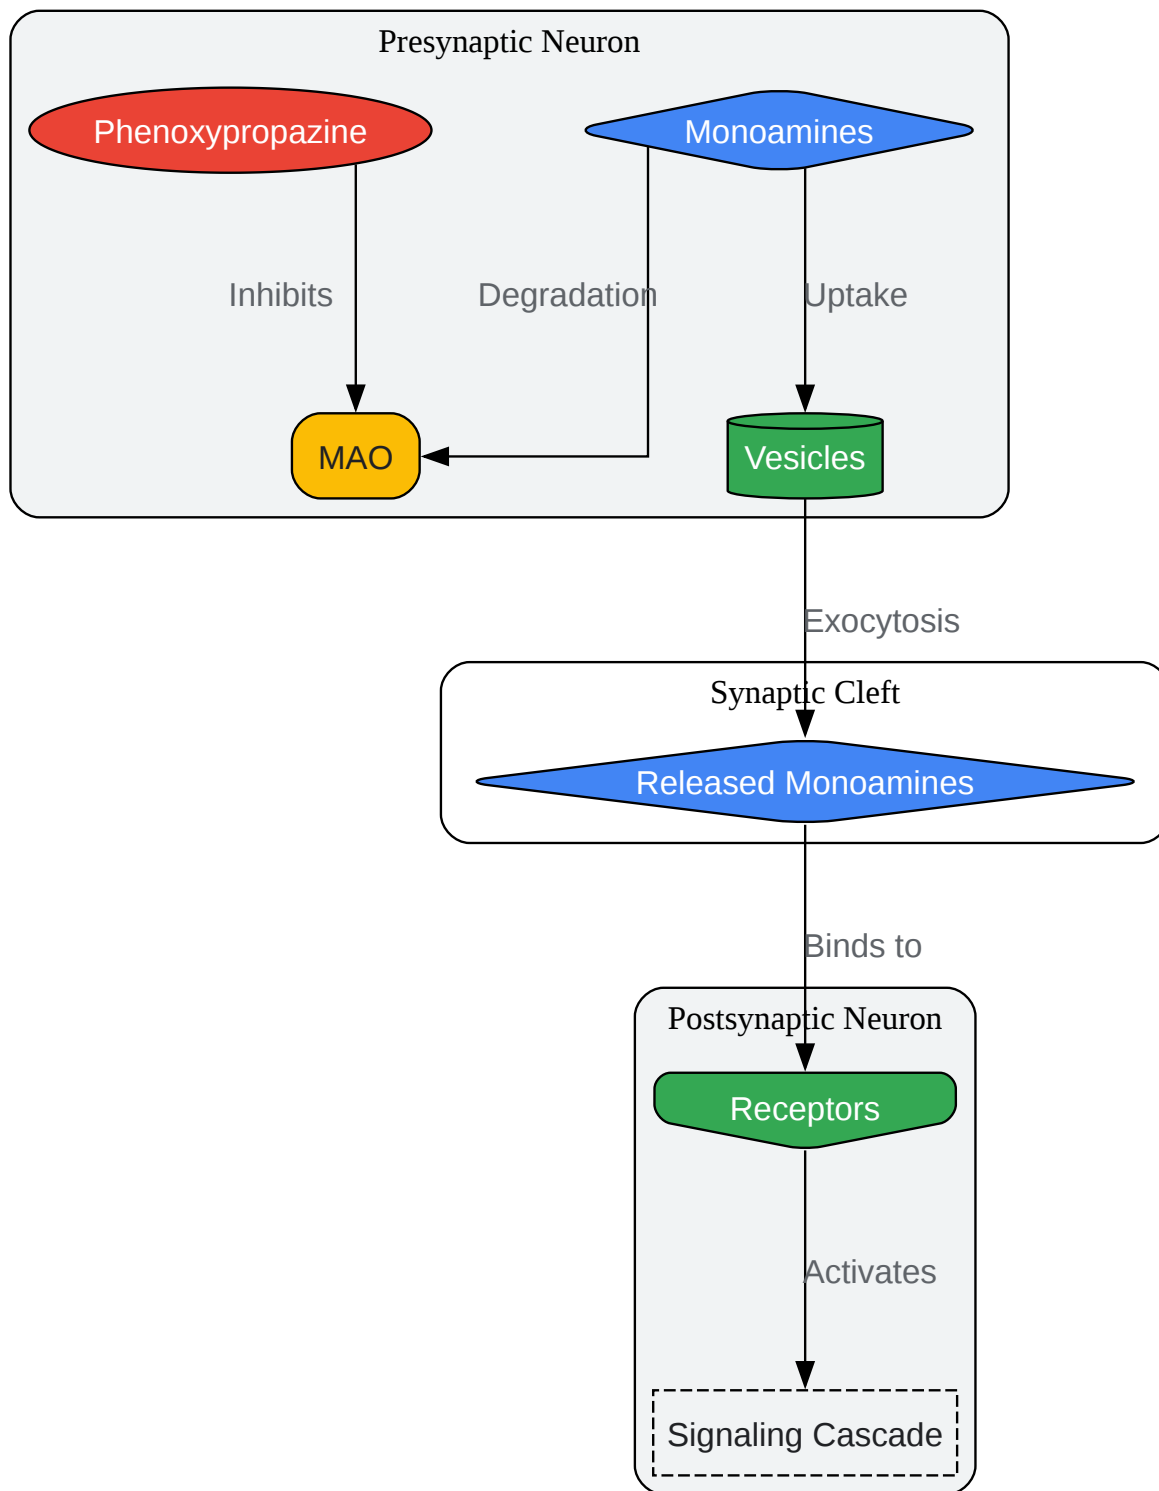 Presynaptic Neuron
Phenoxypropazine
Monoamines
Inhibits
Degradation
Uptake
MAO
Vesicles
Exocytosis
Synaptic Cleft
Released Monoamines
Binds to
Postsynaptic Neuron
Receptors
Activates
Signaling Cascade